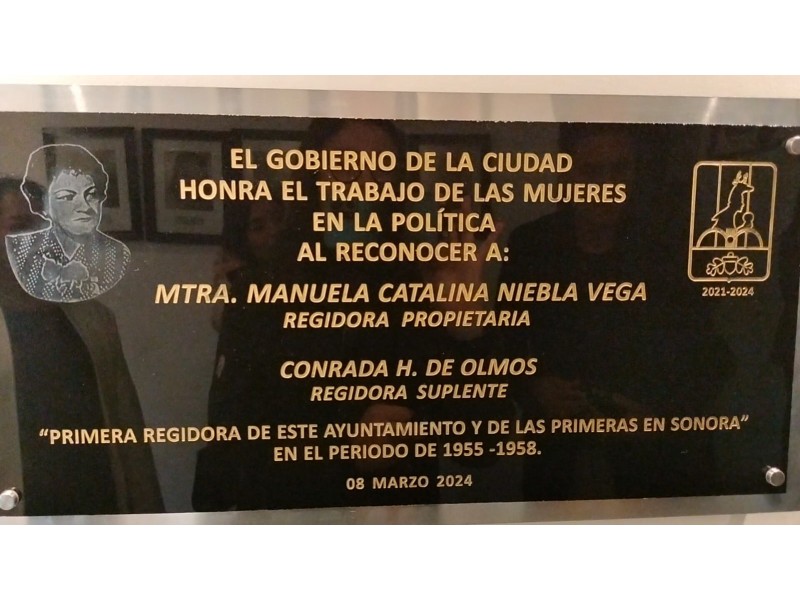 EL GOBIERNO DE LA CIUDAD
HONRA EL TRABAJO DE LAS MUJERES
EN LA POLÍTICA
AL RECONOCER A:
MTRA. MANUELA CATALINA NIEBLA VEGA
REGIDORA PROPIETARIA
CONRADA H. DE OLMOS
REGIDORA SUPLENTE
“PRIMERA REGIDORA DE ESTE AYUNTAMIENTO Y DE LAS PRIMERAS EN SONORA”
EN EL PERIODO DE 1955 -1958.
08 MARZO 2024
2021-2024